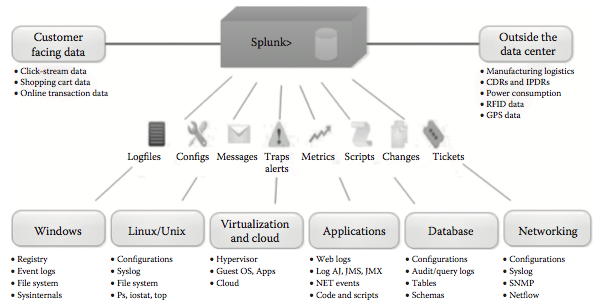 Customer
facing data
• Click-stream data
• Shopping cart data
• Online transaction data
Splunk>
Outside the
data center
• Manufacturing logistics
• CDRs and IPDRs
• Power consumption
• RFID data
• GPS data
Logfiles
Configs
Messages
Traps
alerts
Metrics
Scripts
Changes
Tickets
Windows
• Registry
• Event logs
• File system
• Sysinternals
Linux/Unix
• Configurations
• Syslog
• File system
• Ps, iostat, top
Virtualization
and cloud
• Hypervisor
• Guest OS, Apps
• Cloud
Applications
• Web logs
• Log AJ, JMS, JMX
• NET events
• Code and scripts
Database
• Configurations
• Audit/query logs
• Tables
• Schemas
Networking
• Configurations
• Syslog
• SNMP
• Netflow